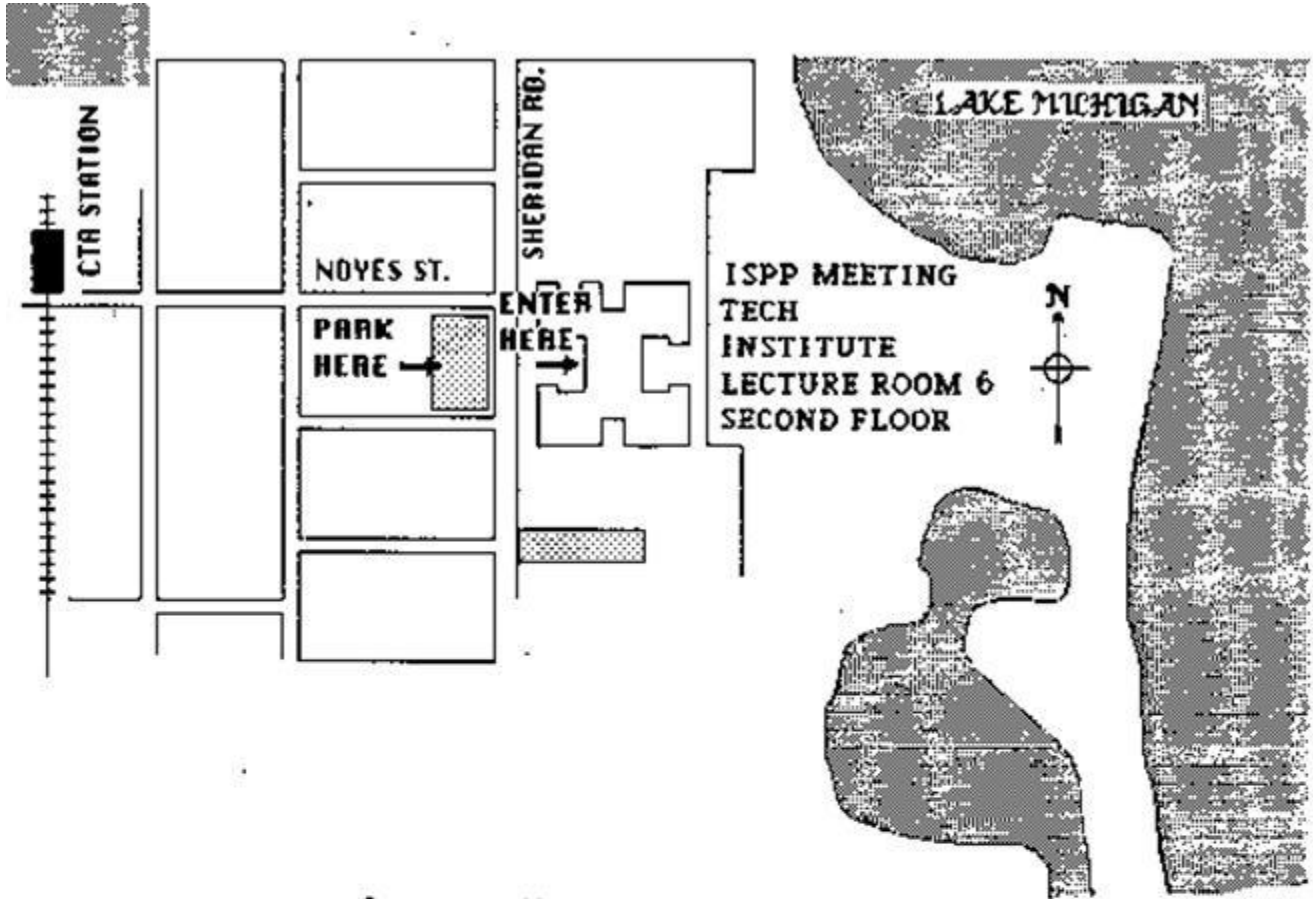 LAKE MICHIGAN
CTA STATION
SHERIDAN RD.
NOYES ST.
ISPP MEETING
TECH
INSTITUTE
LECTURE ROOM 6
SECOND FLOOR
N
ENTER
HERE
PARK
HERE